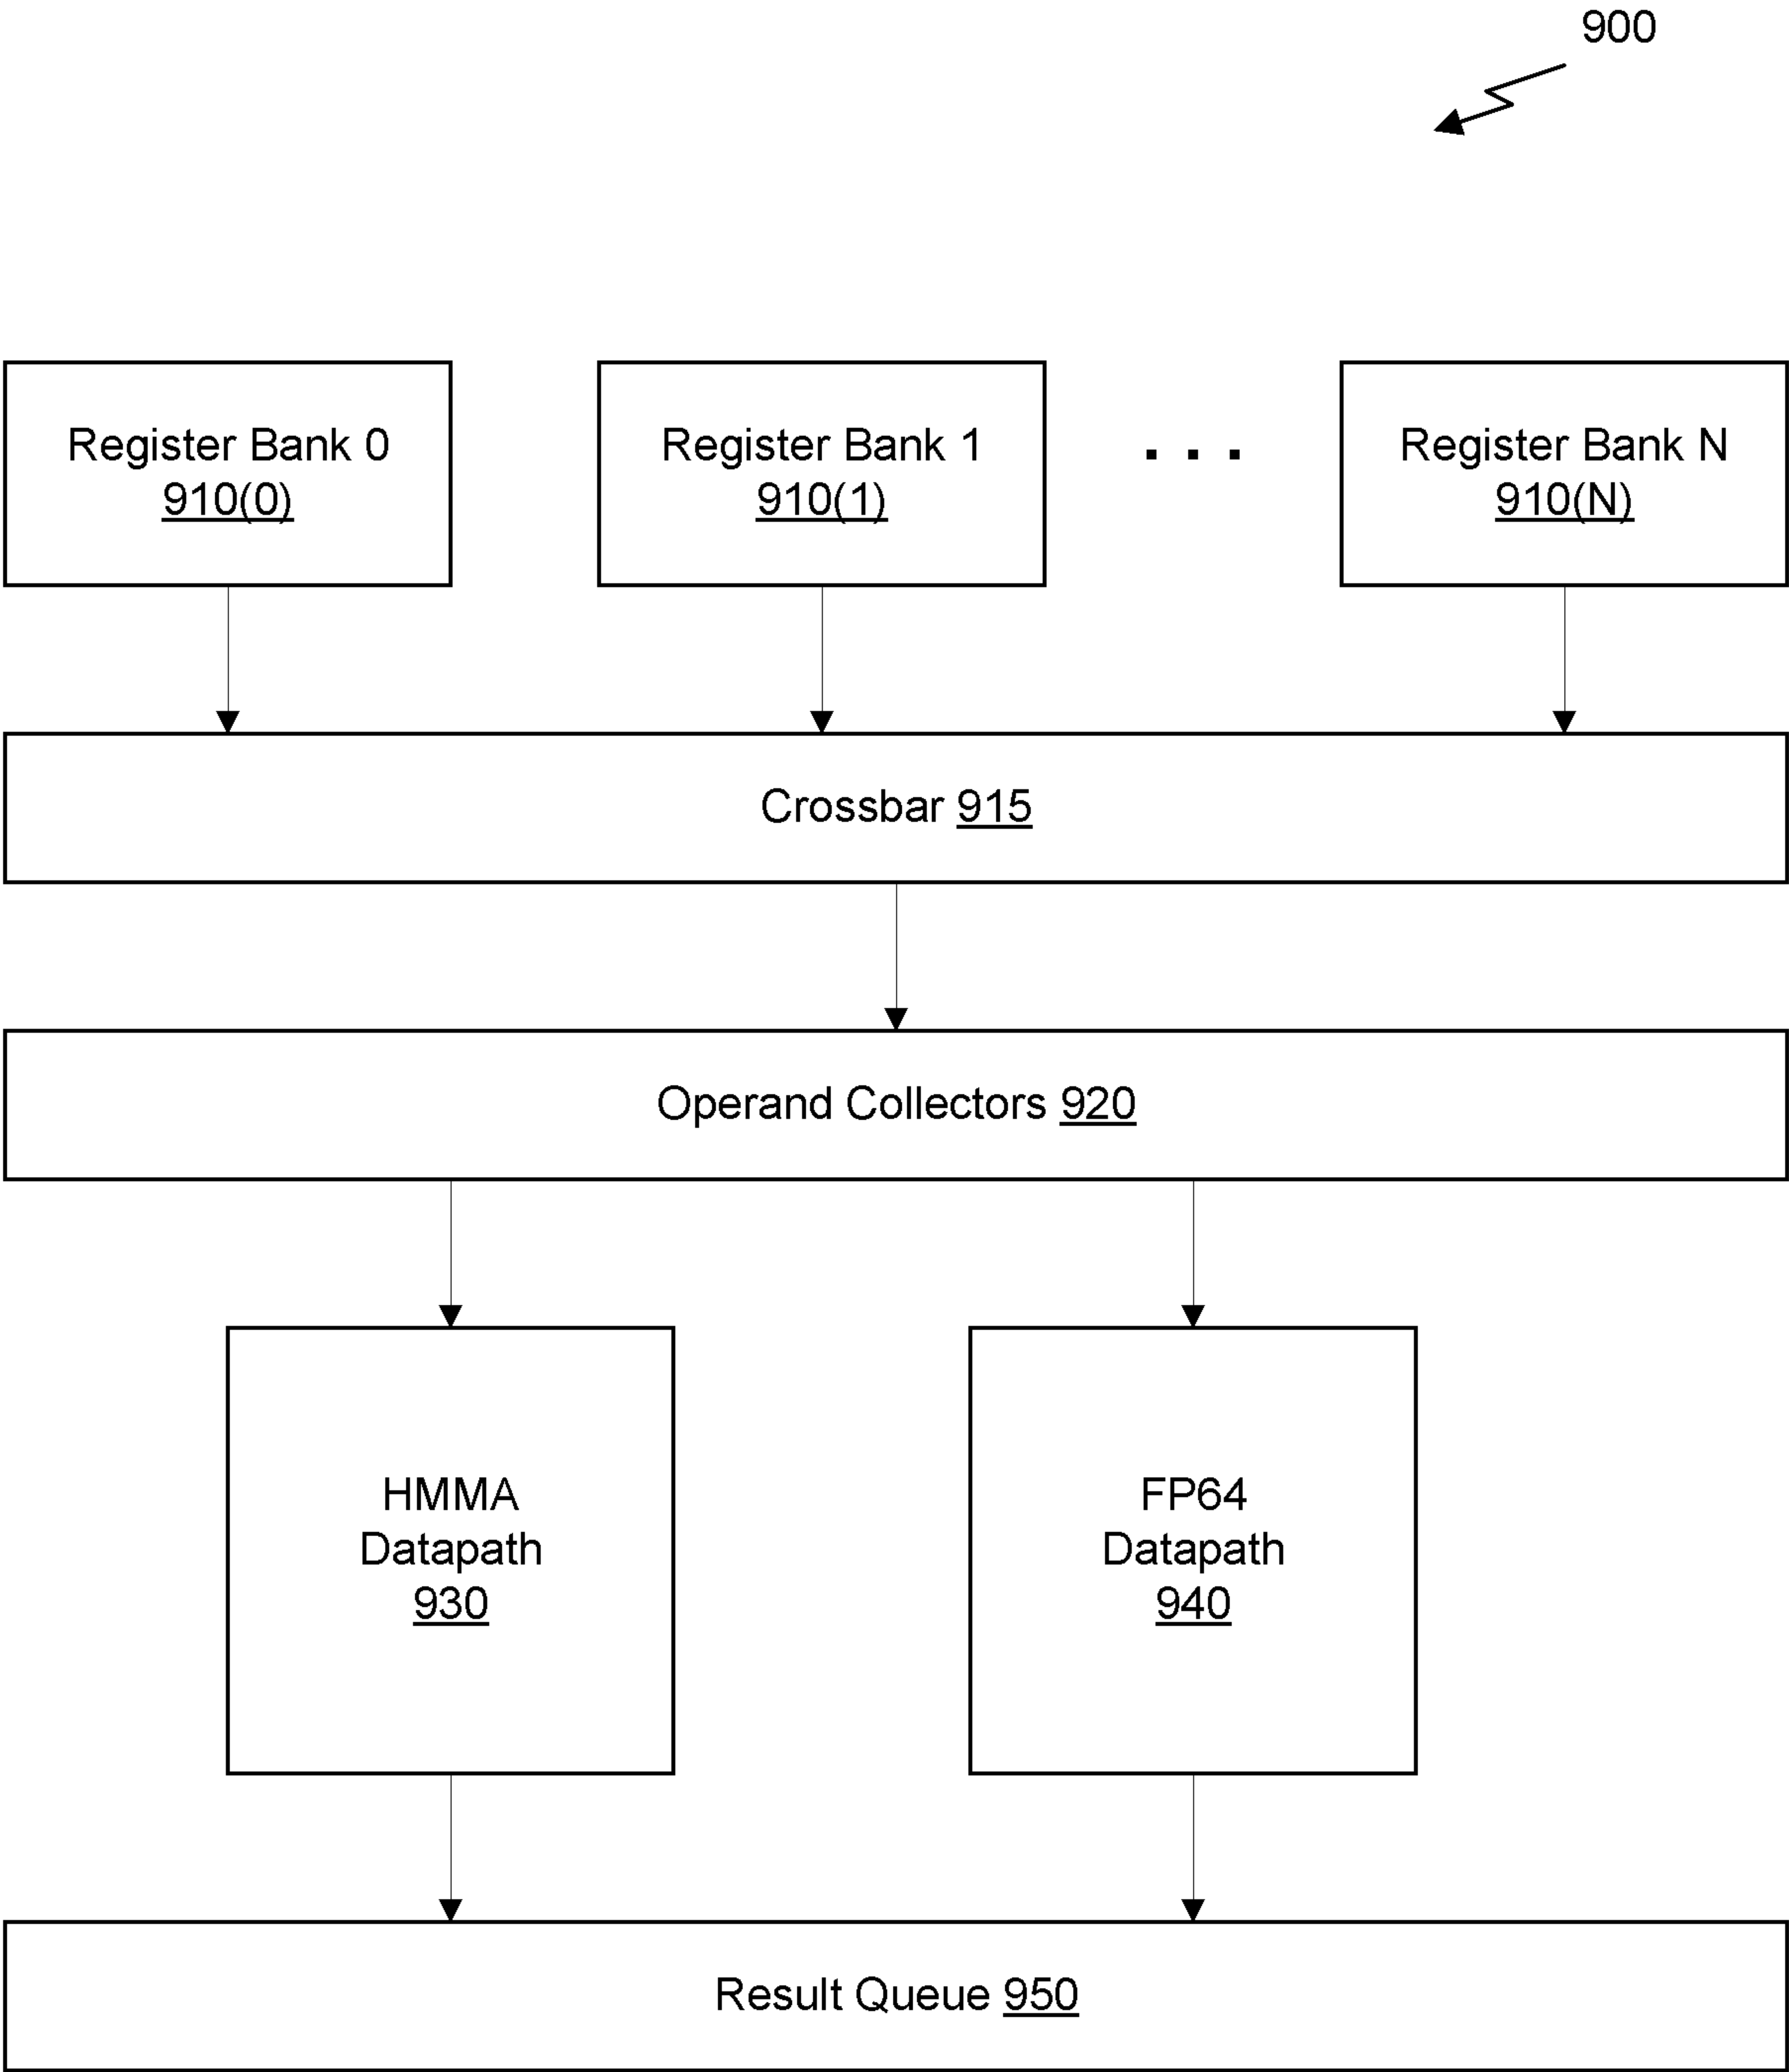 900
Register Bank 0
910(0)
Register Bank 1
910(1)
. . .
Register Bank N
910(N)
Crossbar 915
Operand Collectors 920
HMMA
Datapath
930
FP64
Datapath
940
Result Queue 950